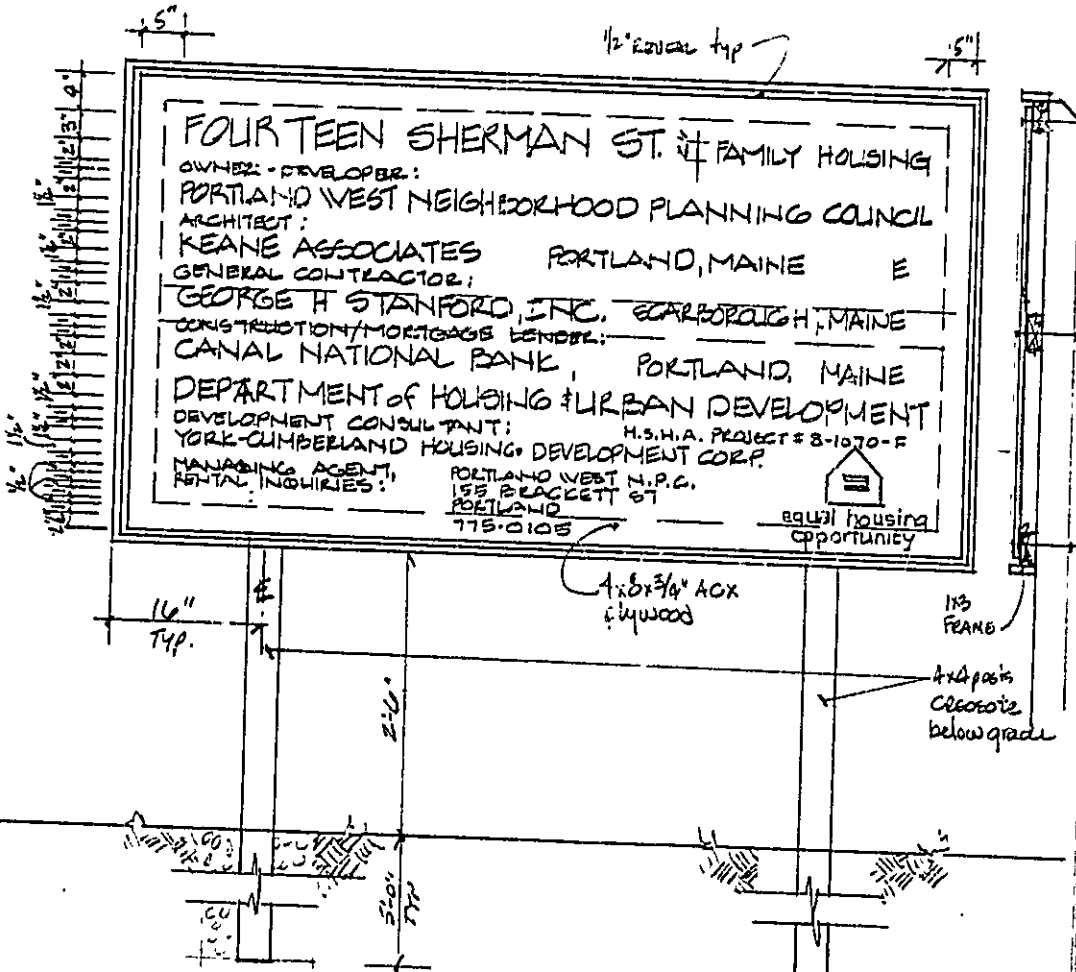 5"
1/2" REVEAL typ
5"
4"
3"
FOURTEEN SHERMAN ST. FAMILY HOUSING
OWNER-DEVELOPER:
PORTLAND WEST NEIGHBORHOOD PLANNING COUNCIL
ARCHITECT:
KEANE ASSOCIATES PORTLAND, MAINE E
GENERAL CONTRACTOR:
GEORGE H STANFORD, INC. SCARBOROUGH, MAINE
CONSTRUCTION/MORTGAGE LENDER:
CANAL NATIONAL BANK, PORTLAND, MAINE
DEPARTMENT of HOUSING & URBAN DEVELOPMENT
DEVELOPMENT CONSULTANT: M.S.H.A. PROJECT # 8-1070-F
YORK-CUMBERLAND HOUSING DEVELOPMENT CORP.
MANAGING AGENT,
RENTAL INQUIRIES:
PORTLAND WEST N.P.C.
155 BRACKETT ST
PORTLAND
775-0105
equal housing
opportunity
4x8x3/4" ACX
plywood
16"
TYP.
1x3
FRAME
4x4 posts
creosote
below grade
2'-6"
3'-0"
TYP